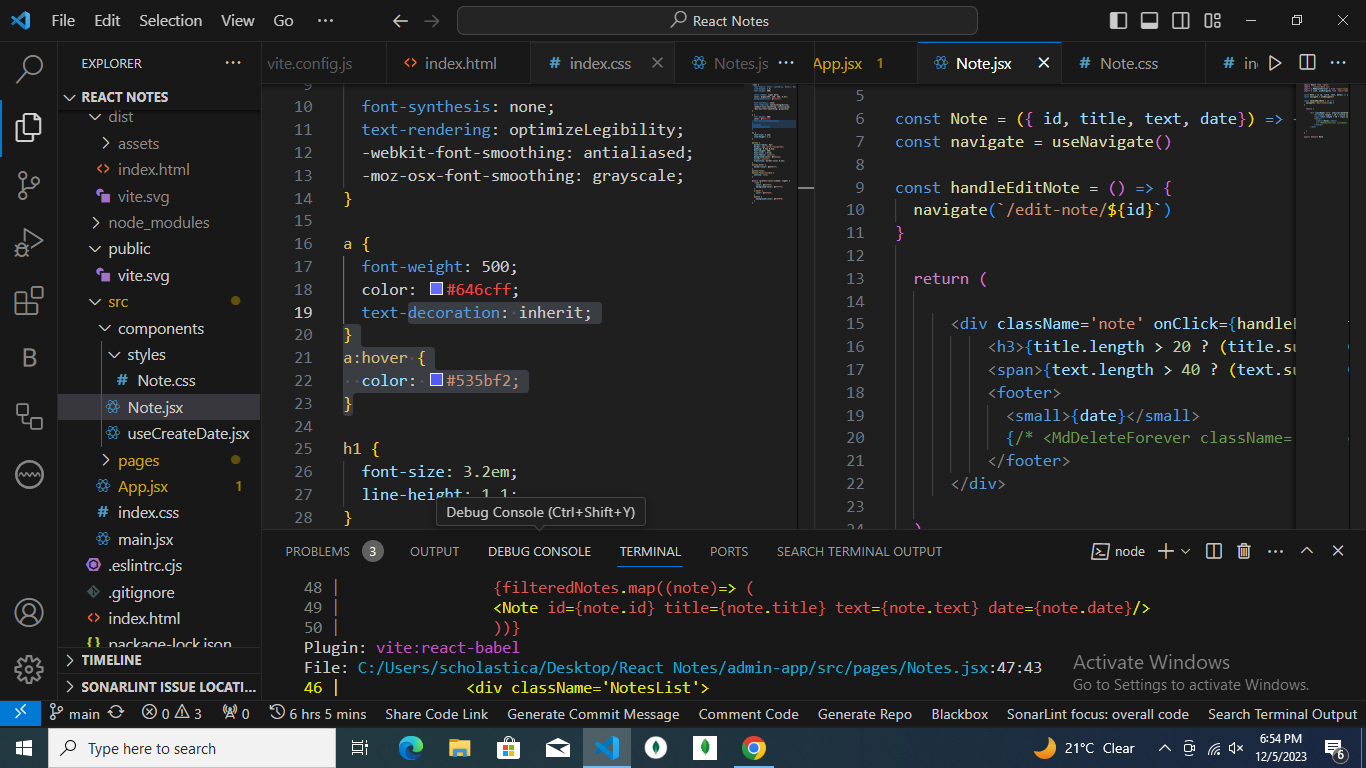 File Edit Selection View Go ··· React Notes
EXPLORER ···
REACT NOTES
dist
assets
index.html
vite.svg
node_modules
public
vite.svg
src
components
styles
Note.css
Note.jsx
useCreateDate.jsx
pages
App.jsx 1
index.css
main.jsx
.eslintrc.cjs
.gitignore
index.html
package-lock.json
TIMELINE
SONARLINT ISSUE LOCATI...
vite.config.js index.html index.css Notes.js ···
9
10 font-synthesis: none;
11 text-rendering: optimizeLegibility;
12 -webkit-font-smoothing: antialiased;
13 -moz-osx-font-smoothing: grayscale;
14 }
15
16 a {
17 font-weight: 500;
18 color: #646cff;
19 text-decoration: inherit;
20 }
21 a:hover {
22 color: #535bf2;
23 }
24
25 h1 {
26 font-size: 3.2em;
27 line-height: 1.1;
28 }
Debug Console (Ctrl+Shift+Y)
App.jsx 1 Note.jsx Note.css in ···
5
6 const Note = ({ id, title, text, date}) => {
7 const navigate = useNavigate()
8
9 const handleEditNote = () => {
10 navigate(`/edit-note/${id}`)
11 }
12
13 return (
14
15 <div className='note' onClick={handleE
16 <h3>{title.length > 20 ? (title.su
17 <span>{text.length > 40 ? (text.su
18 <footer>
19 <small>{date}</small>
20 {/* <MdDeleteForever className=
21 </footer>
22 </div>
23
24 )
PROBLEMS 3 OUTPUT DEBUG CONSOLE TERMINAL PORTS SEARCH TERMINAL OUTPUT node ···
48 | {filteredNotes.map((note)=> (
49 | <Note id={note.id} title={note.title} text={note.text} date={note.date}/>
50 | ))}
Plugin: vite:react-babel
File: C:/Users/scholastica/Desktop/React Notes/admin-app/src/pages/Notes.jsx:47:43
46 | <div className='NotesList'>
Activate Windows
Go to Settings to activate Windows.
main 0 3 0 6 hrs 5 mins Share Code Link Generate Commit Message Comment Code Generate Repo Blackbox SonarLint focus: overall code Search Terminal Output
Type here to search 21°C Clear 6:54 PM
12/5/2023 6